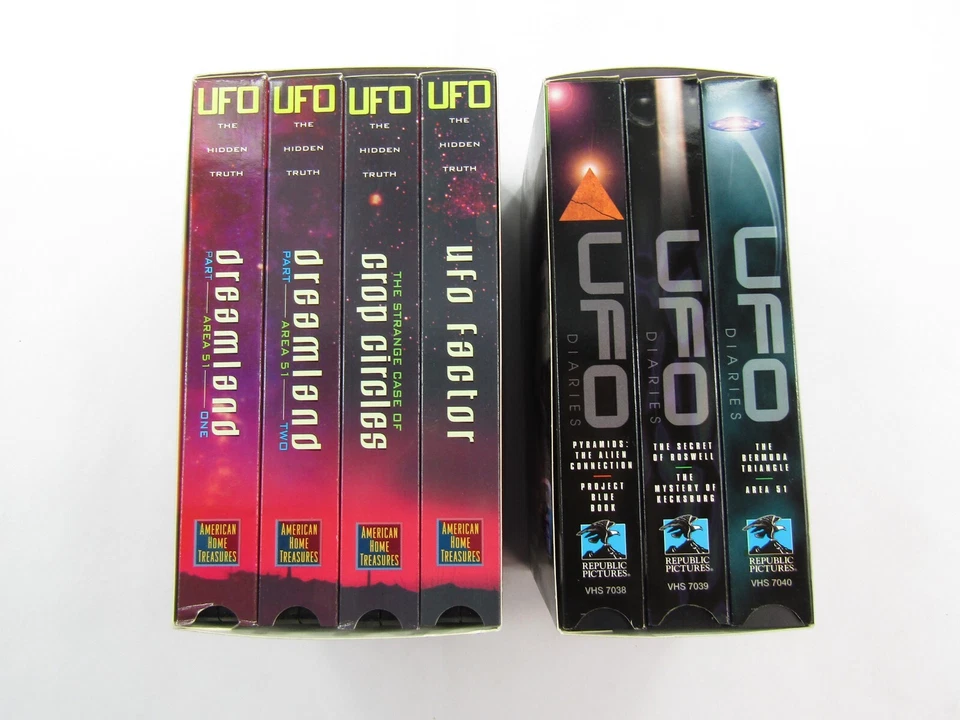 UFO
THE
HIDDEN
TRUTH
dreamland
PART AREA 51 ONE
AMERICAN
HOME
TREASURES
UFO
THE
HIDDEN
TRUTH
dreamland
PART AREA 51 TWO
AMERICAN
HOME
TREASURES
UFO
THE
HIDDEN
TRUTH
THE STRANGE CASE OF
crop circles
AMERICAN
HOME
TREASURES
UFO
THE
HIDDEN
TRUTH
ufo factor
AMERICAN
HOME
TREASURES
UFO
DIARIES
PYRAMIDS:
THE ALIEN
CONNECTION
PROJECT
BLUE
BOOK
REPUBLIC
PICTURES®
VHS 7038
UFO
DIARIES
THE SECRET
OF ROSWELL
THE
MYSTERY OF
KECKSBURG
REPUBLIC
PICTURES®
VHS 7039
UFO
DIARIES
THE
BERMUDA
TRIANGLE
AREA 51
REPUBLIC
PICTURES®
VHS 7040